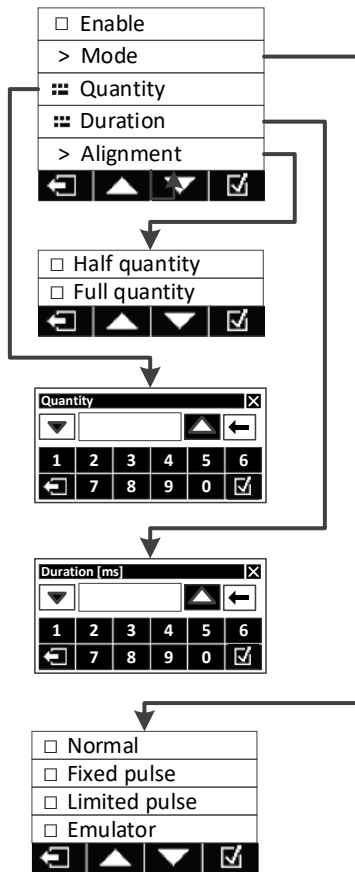 □ Enable
> Mode
Quantity
Duration
> Alignment
□ Half quantity
□ Full quantity
Quantity
1 2 3 4 5 6
7 8 9 0
Duration [ms]
1 2 3 4 5 6
7 8 9 0
□ Normal
□ Fixed pulse
□ Limited pulse
□ Emulator